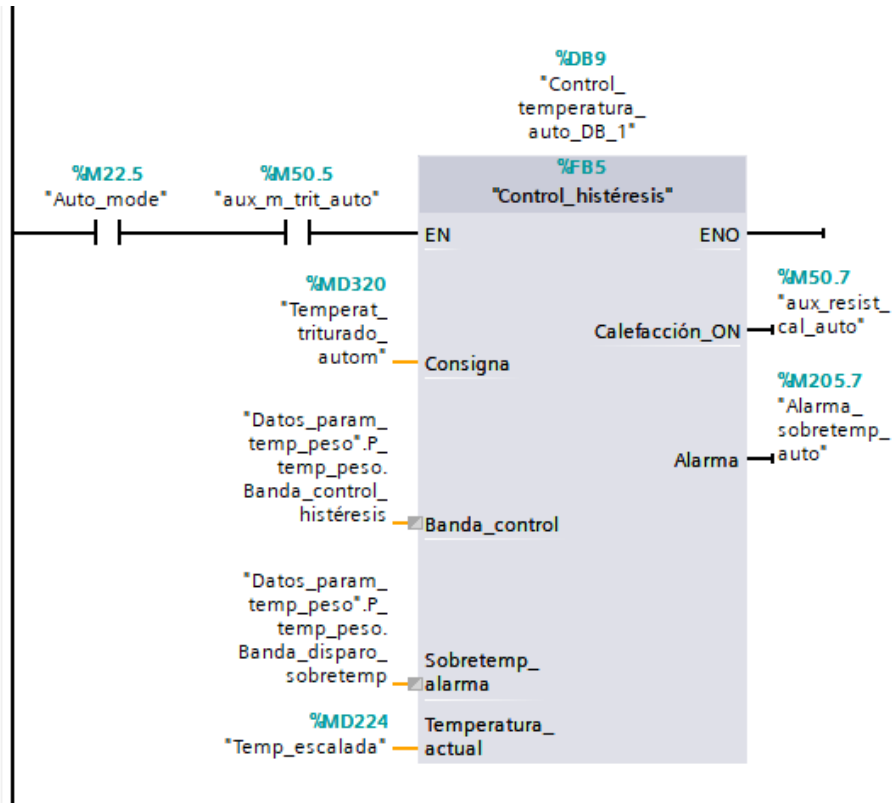 %DB9
"Control_
temperatura_
auto_DB_1"
%M22.5
"Auto_mode"
%M50.5
"aux_m_trit_auto"
%FB5
"Control_histéresis"
EN
ENO
%MD320
"Temperat_
triturado_
autom"
Consigna
Calefacción_ON
%M50.7
"aux_resist_
cal_auto"
%M205.7
"Alarma_
sobretemp_
auto"
Alarma
"Datos_param_
temp_peso".P_
temp_peso.
Banda_control_
histéresis
Banda_control
"Datos_param_
temp_peso".P_
temp_peso.
Banda_disparo_
sobretemp
Sobretemp_
alarma
%MD224
"Temp_escalada"
Temperatura_
actual